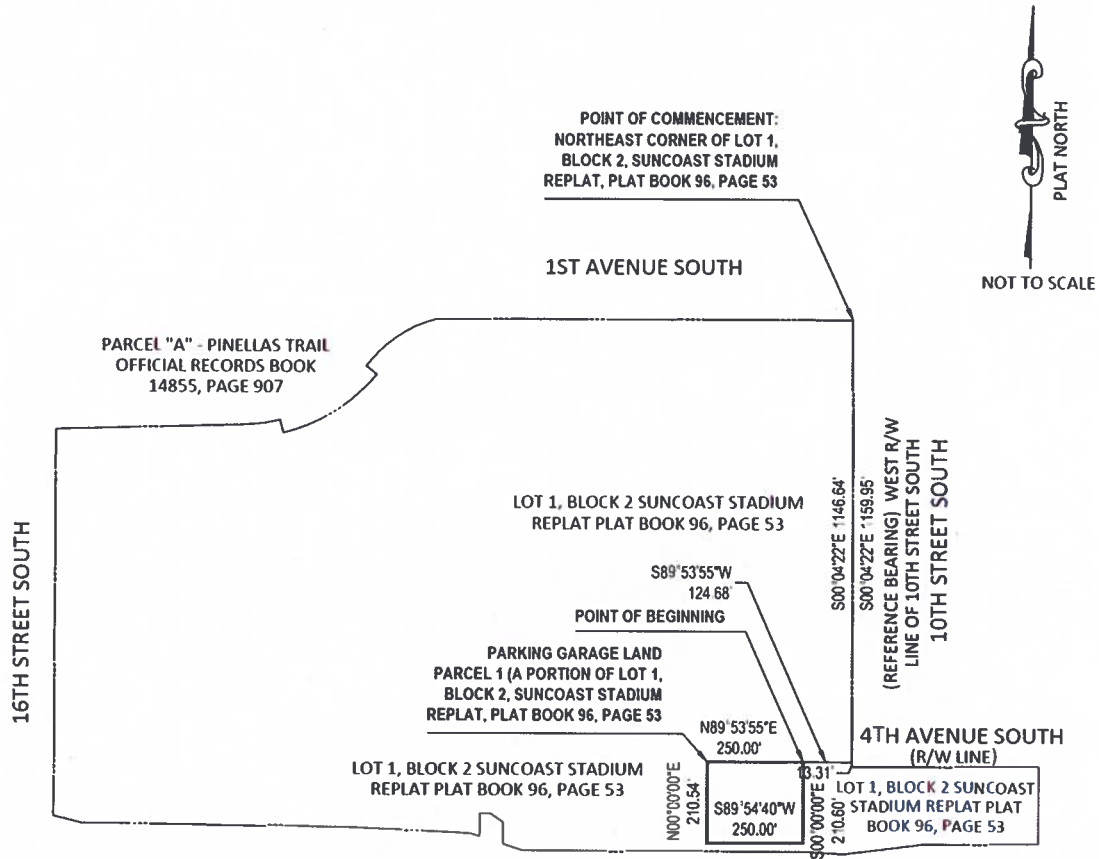 POINT OF COMMENCEMENT:
NORTHEAST CORNER OF LOT 1,
BLOCK 2, SUNCOAST STADIUM
REPLAT, PLAT BOOK 96, PAGE 53
PLAT NORTH
NOT TO SCALE
1ST AVENUE SOUTH
PARCEL "A" - PINELLAS TRAIL
OFFICIAL RECORDS BOOK
14855, PAGE 907
16TH STREET SOUTH
LOT 1, BLOCK 2 SUNCOAST STADIUM
REPLAT PLAT BOOK 96, PAGE 53
S00°04'22"E 1146.64'
S00°04'22"E 1159.95'
(REFERENCE BEARING) WEST R/W
LINE OF 10TH STREET SOUTH
10TH STREET SOUTH
S89°53'55"W
124.68'
POINT OF BEGINNING
PARKING GARAGE LAND
PARCEL 1 (A PORTION OF LOT 1,
BLOCK 2, SUNCOAST STADIUM
REPLAT, PLAT BOOK 96, PAGE 53
N89°53'55"E
250.00'
4TH AVENUE SOUTH
(R/W LINE)
13.31'
LOT 1, BLOCK 2 SUNCOAST STADIUM
REPLAT PLAT BOOK 96, PAGE 53
N00°00'00"E
210.54'
S89°54'40"W
250.00'
S00°00'00"E
210.60'
LOT 1, BLOCK 2 SUNCOAST
STADIUM REPLAT PLAT
BOOK 96, PAGE 53